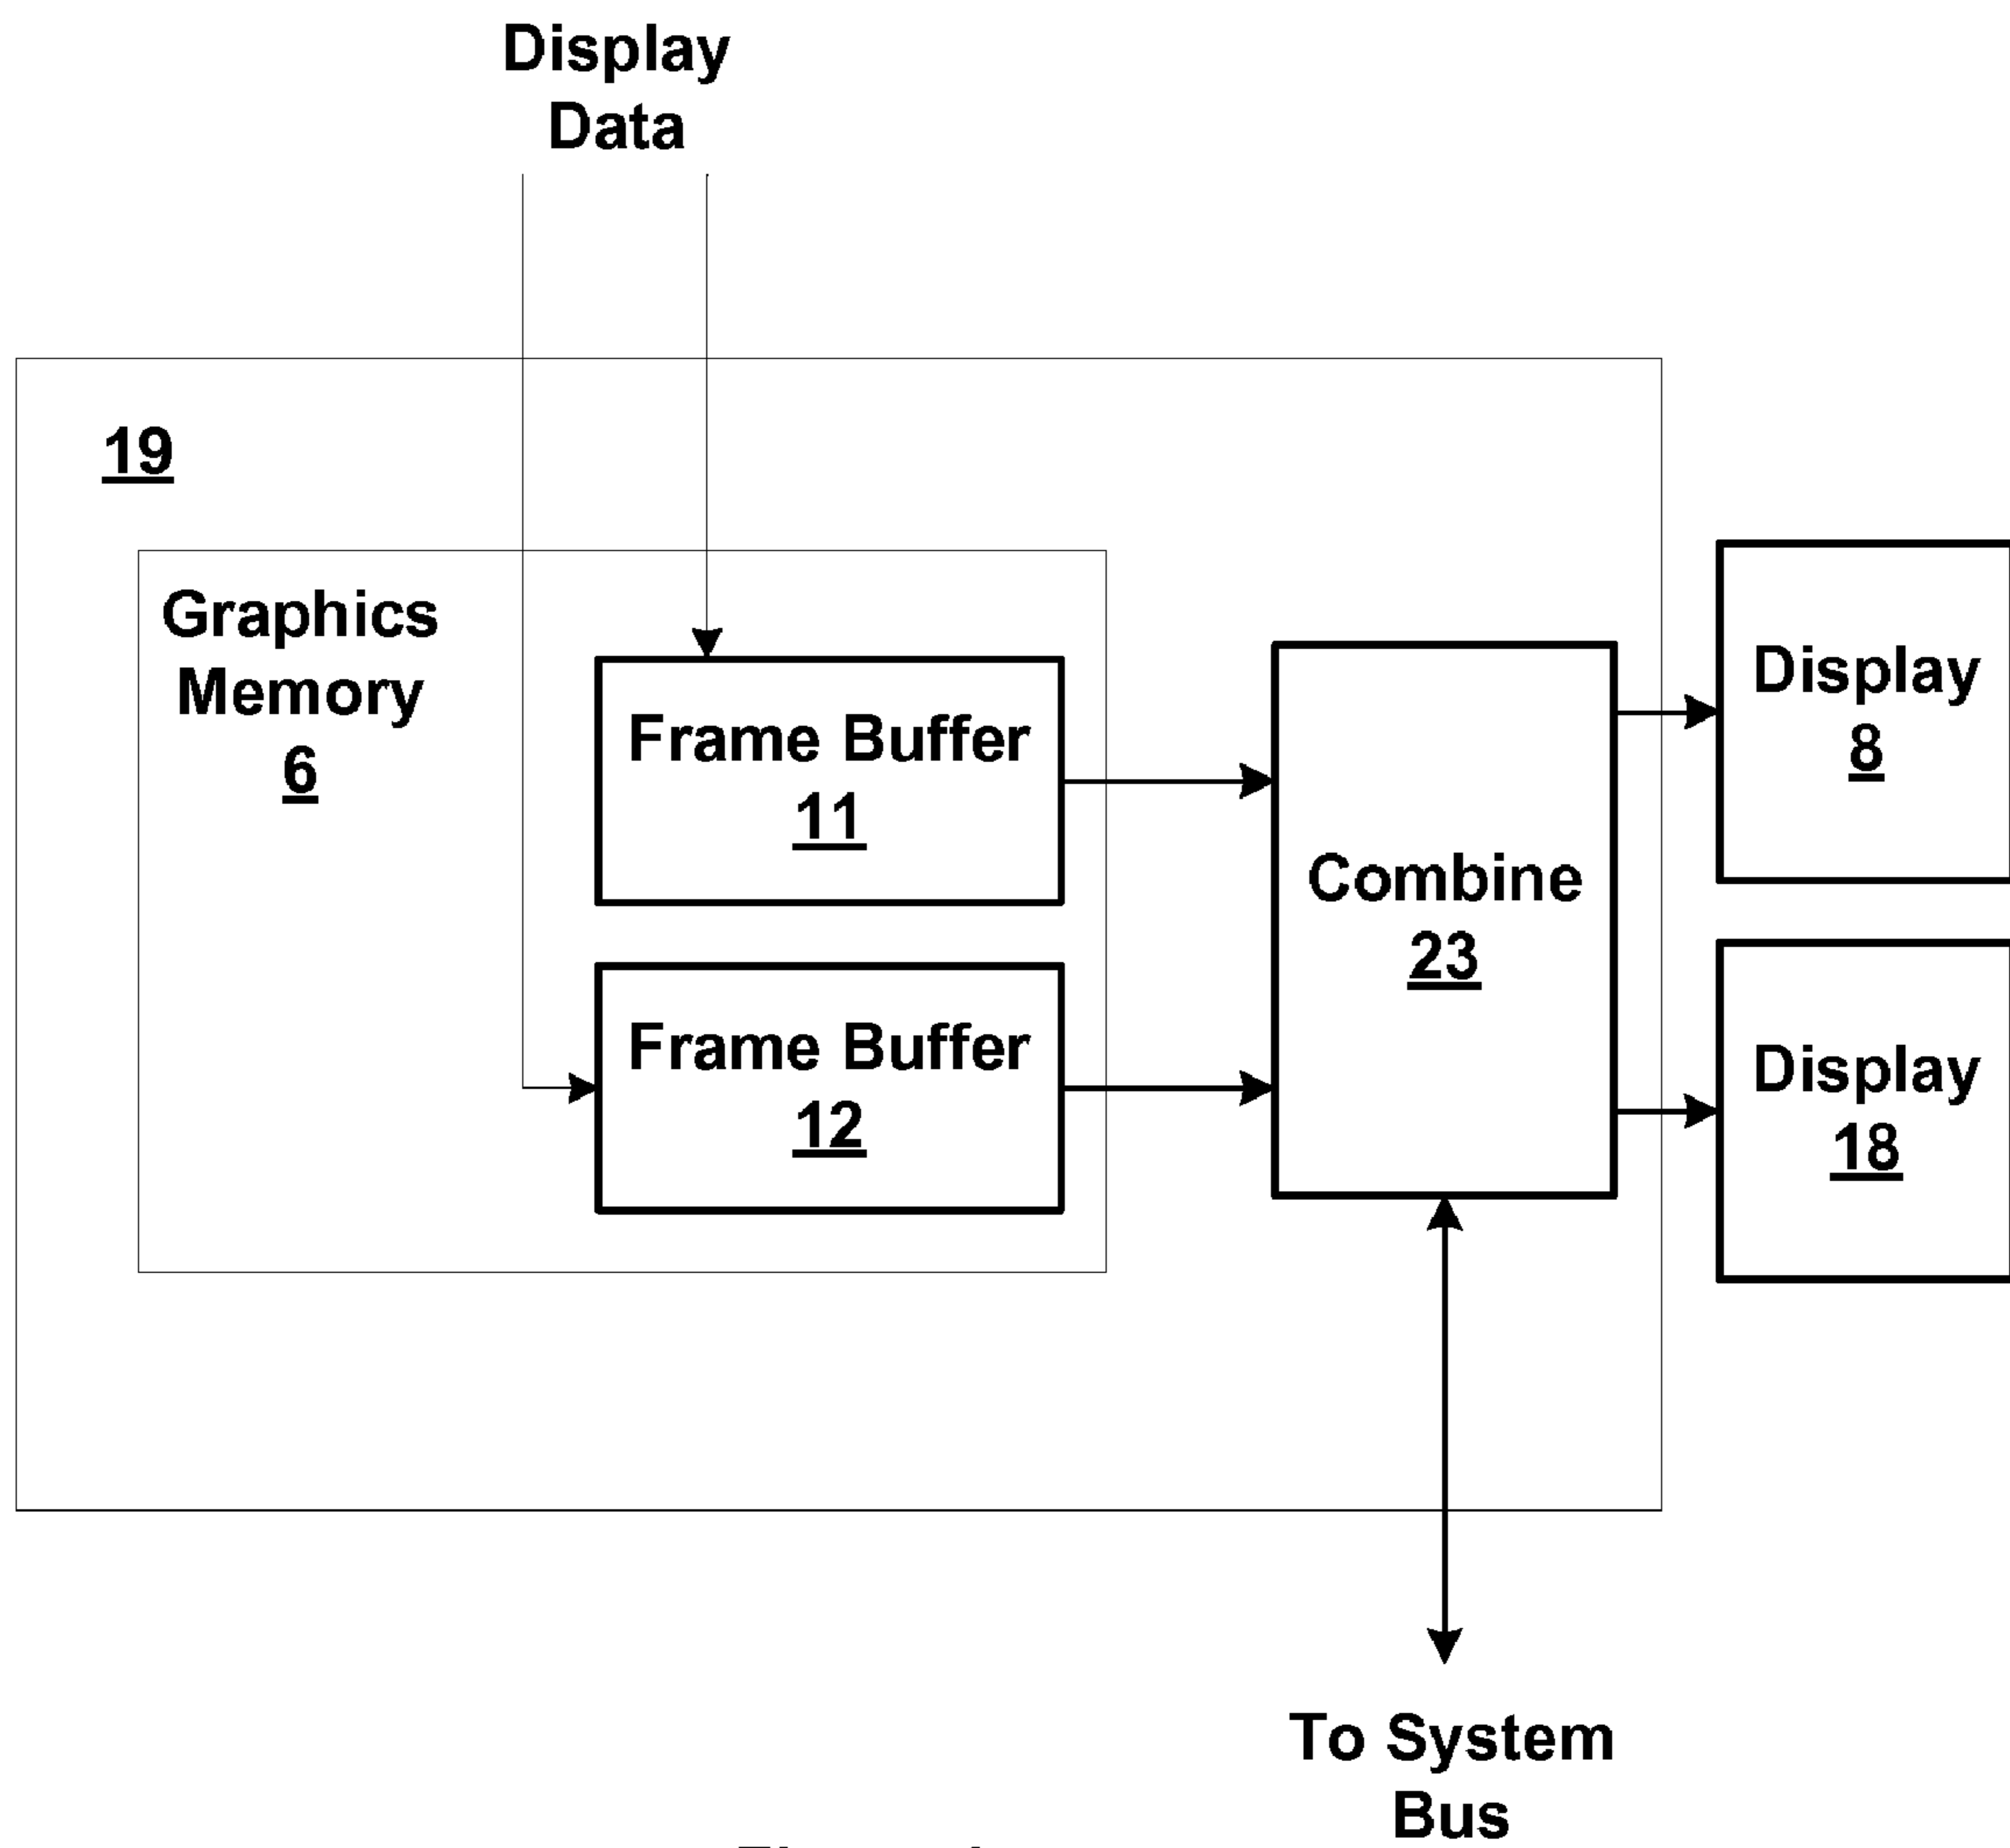 Display
Data
19
Graphics
Memory
6
Frame Buffer
11
Frame Buffer
12
Combine
23
Display
8
Display
18
To System
Bus